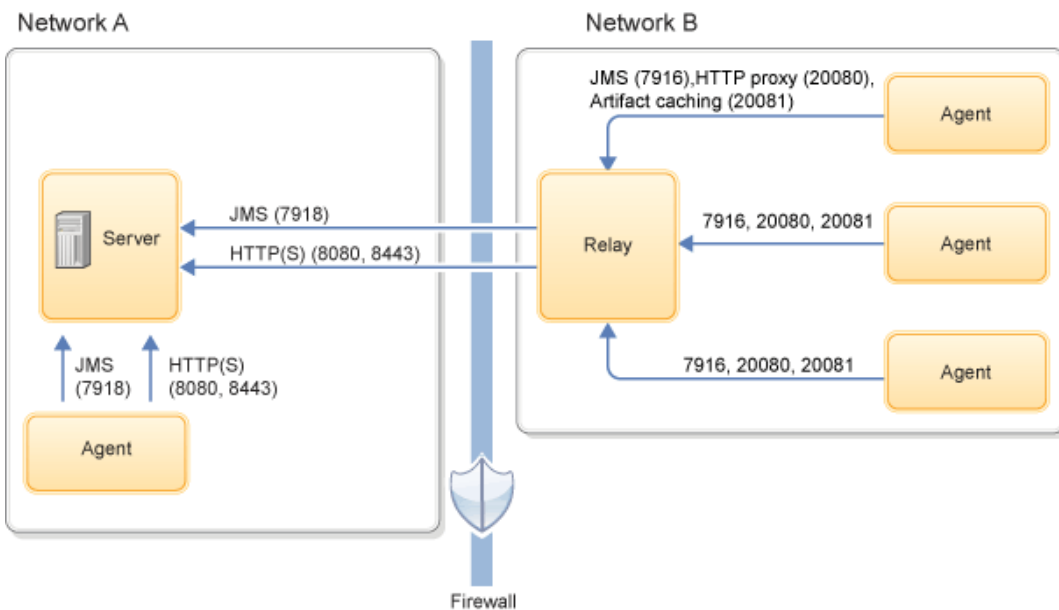 Network A
Network B
JMS (7916),HTTP proxy (20080),
Artifact caching (20081)
Agent
Server
JMS (7918)
HTTP(S) (8080, 8443)
Relay
7916, 20080, 20081
Agent
JMS
(7918)
HTTP(S)
(8080, 8443)
7916, 20080, 20081
Agent
Agent
Firewall